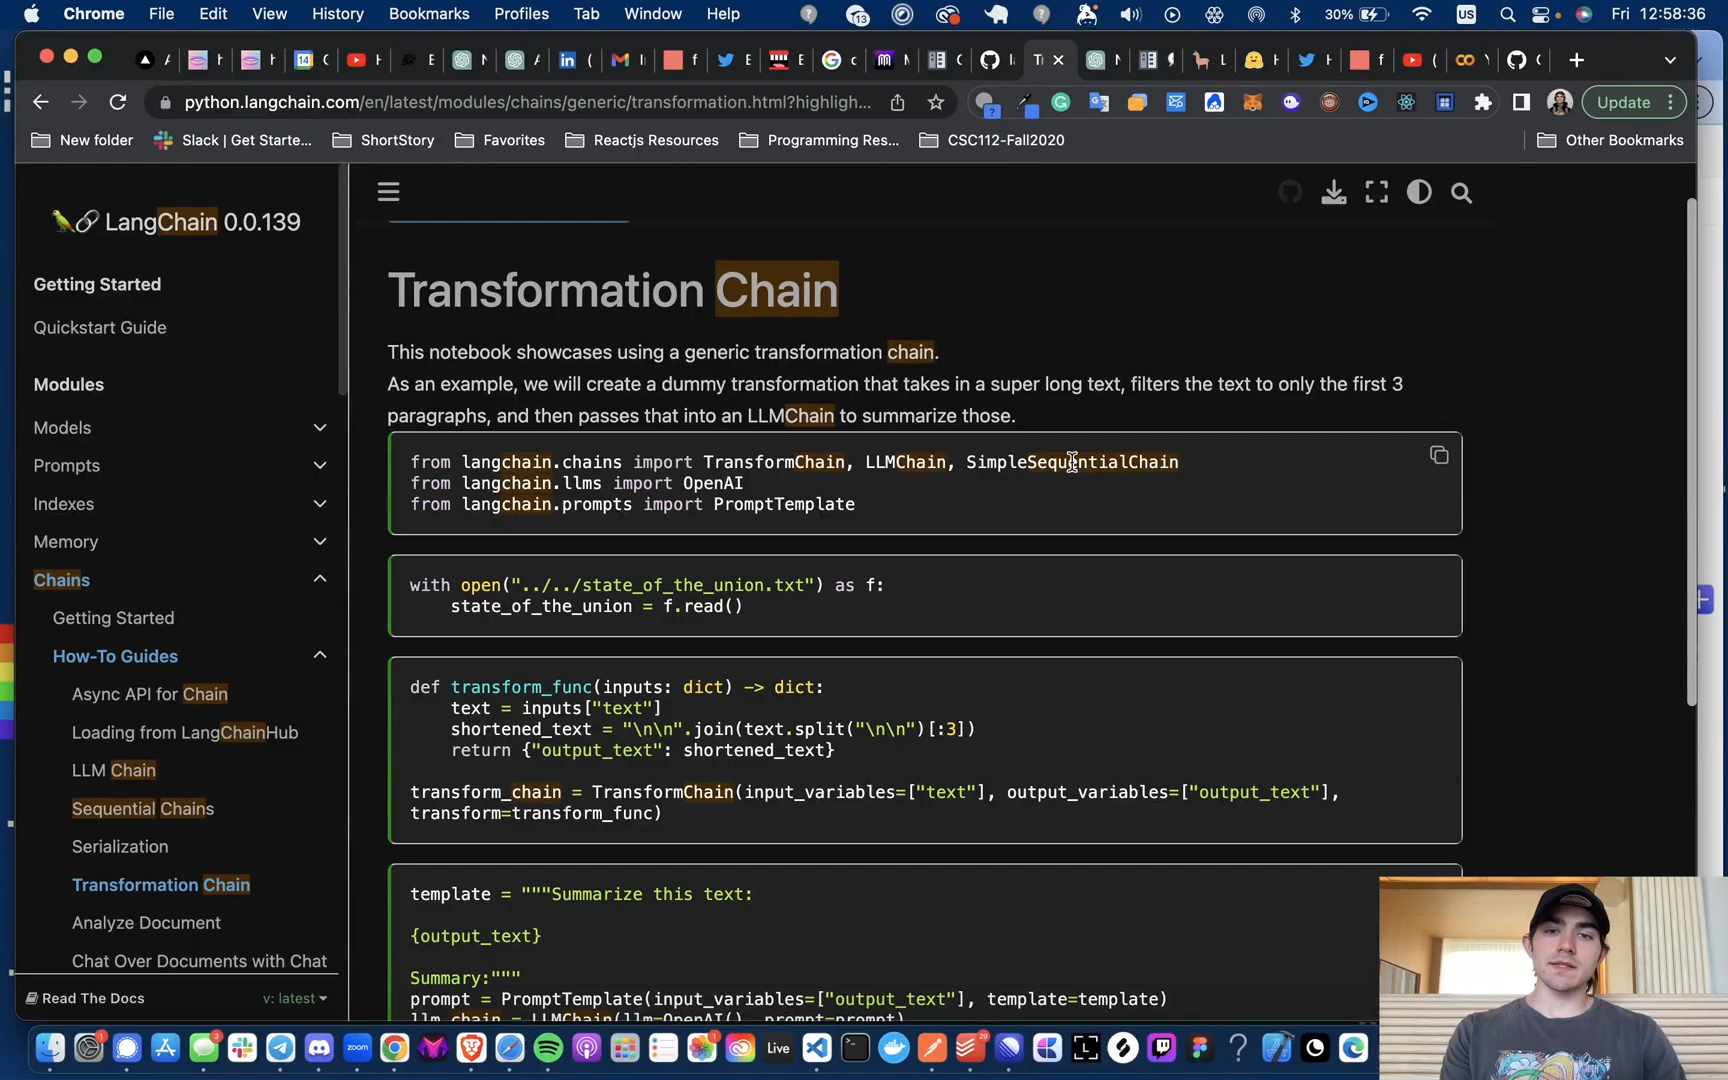 Chrome File Edit View History Bookmarks Profiles Tab Window Help 13 30% US Fri 12:58:36
python.langchain.com/en/latest/modules/chains/generic/transformation.html?highligh... Update
New folder Slack | Get Starte... ShortStory Favorites Reactjs Resources Programming Res... CSC112-Fall2020 Other Bookmarks
LangChain 0.0.139
Getting Started
Quickstart Guide
Modules
Models
Prompts
Indexes
Memory
Chains
Getting Started
How-To Guides
Async API for Chain
Loading from LangChainHub
LLM Chain
Sequential Chains
Serialization
Transformation Chain
Analyze Document
Chat Over Documents with Chat
Read The Docs v: latest
Transformation Chain
This notebook showcases using a generic transformation chain.
As an example, we will create a dummy transformation that takes in a super long text, filters the text to only the first 3
paragraphs, and then passes that into an LLMChain to summarize those.
from langchain.chains import TransformChain, LLMChain, SimpleSequentialChain
from langchain.llms import OpenAI
from langchain.prompts import PromptTemplate
with open("../../state_of_the_union.txt") as f:
state_of_the_union = f.read()
def transform_func(inputs: dict) -> dict:
text = inputs["text"]
shortened_text = "\n\n".join(text.split("\n\n")[:3])
return {"output_text": shortened_text}
transform_chain = TransformChain(input_variables=["text"], output_variables=["output_text"],
transform=transform_func)
template = """Summarize this text:
{output_text}
Summary:"""
prompt = PromptTemplate(input_variables=["output_text"], template=template)
llm_chain = LLMChain(llm=OpenAI(), prompt=prompt)
zoom
Live